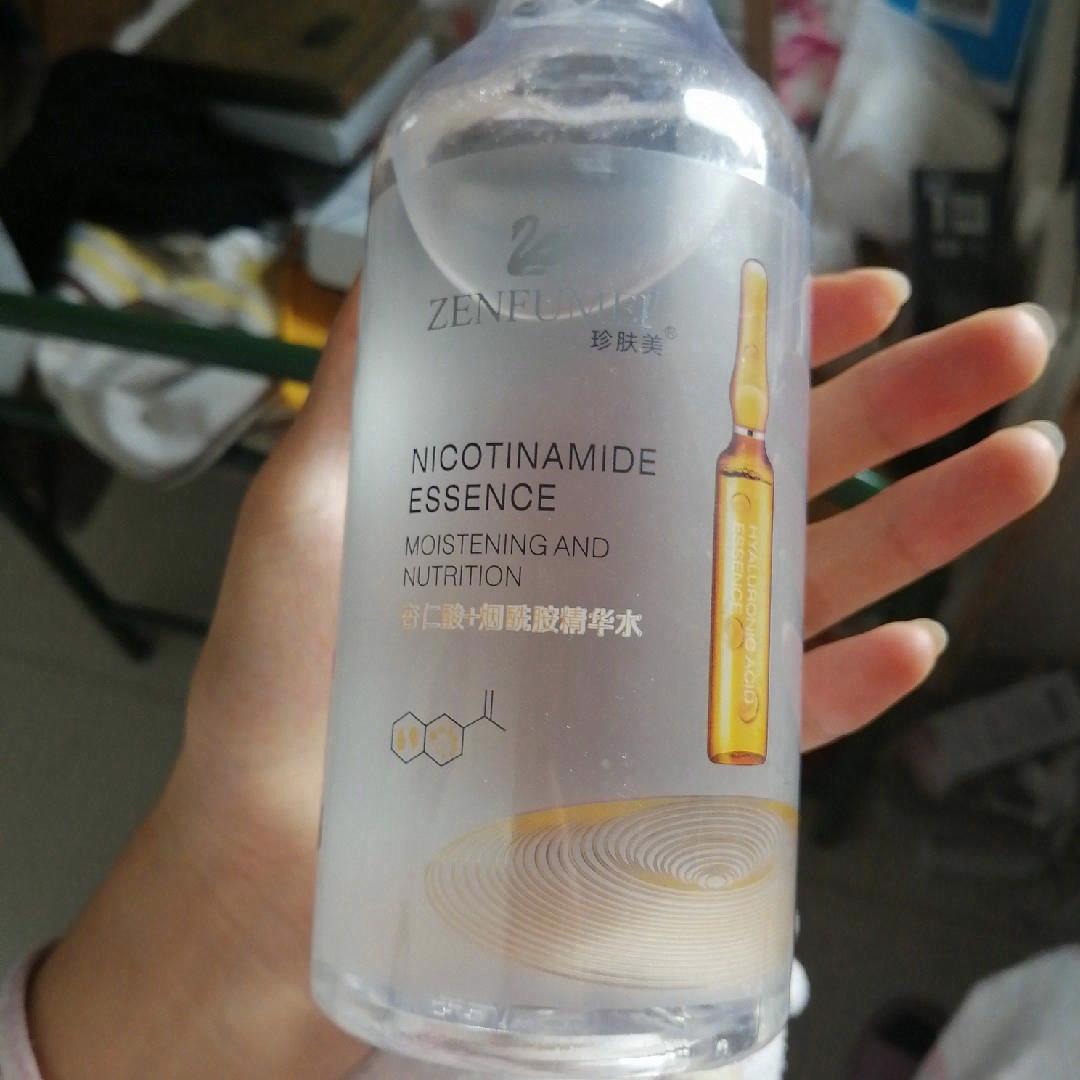 ZENFUMEI
珍肤美®
NICOTINAMIDE
ESSENCE
MOISTENING AND
NUTRITION
杏仁酸+烟酰胺精华水
HYALURONIC ACID
ESSENCE